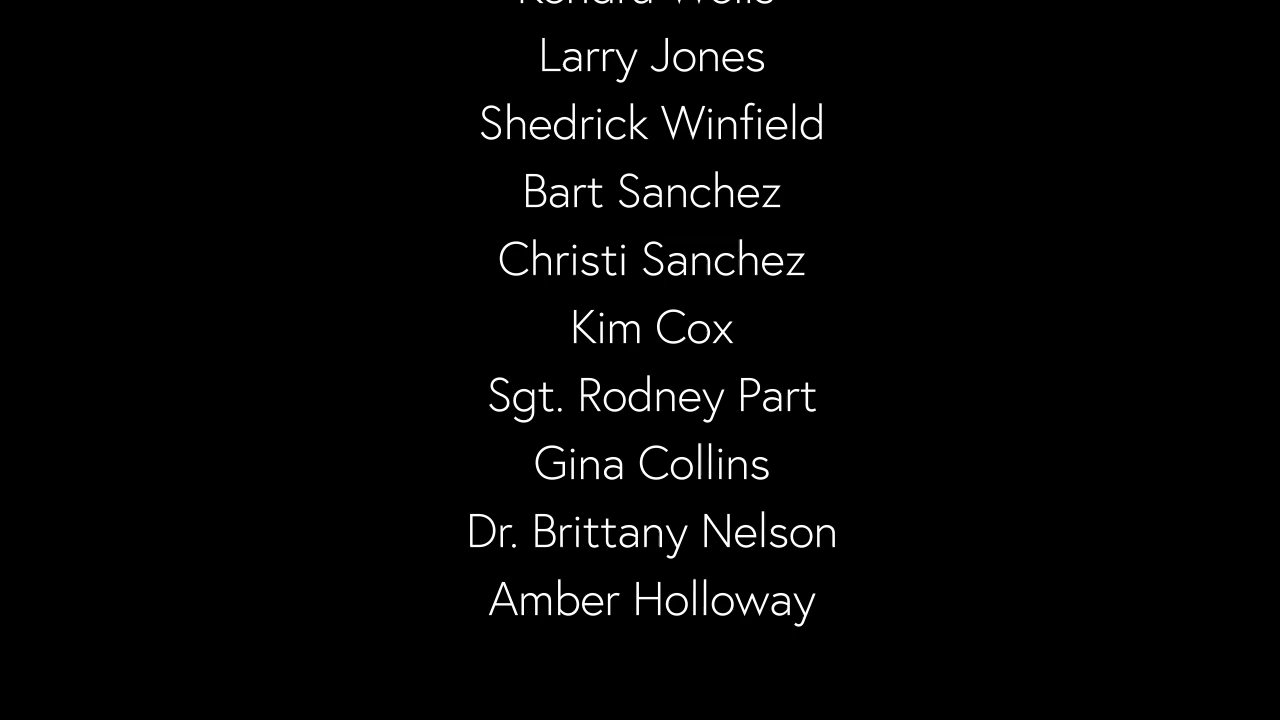 Larry Jones
Shedrick Winfield
Bart Sanchez
Christi Sanchez
Kim Cox
Sgt. Rodney Part
Gina Collins
Dr. Brittany Nelson
Amber Holloway